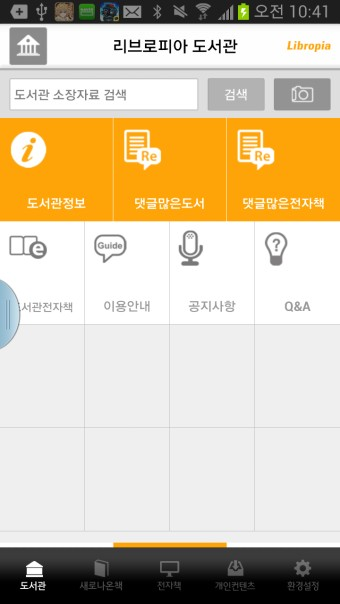 오전 10:41
리브로피아 도서관
Libropia
도서관 소장자료 검색
검색
i
Re
Re
도서관정보
댓글많은도서
댓글많은전자책
e
Guide
?
서관전자책
이용안내
공지사항
Q&A
도서관
새로나온책
전자책
개인컨텐츠
환경설정